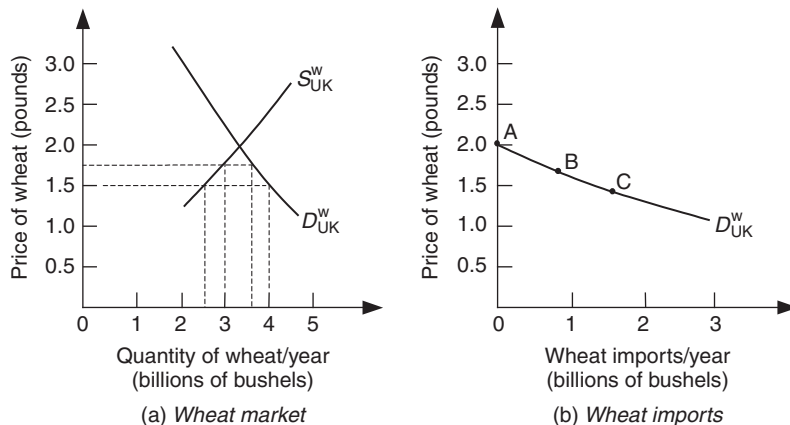 Price of wheat (pounds)
3.0
2.5
2.0
1.5
1.0
0.5
0 1 2 3 4 5
S^w_UK
D^w_UK
Quantity of wheat/year
(billions of bushels)
(a) Wheat market
Price of wheat (pounds)
3.0
2.5
2.0
1.5
1.0
0.5
0 1 2 3
A
B
C
D^w_UK
Wheat imports/year
(billions of bushels)
(b) Wheat imports